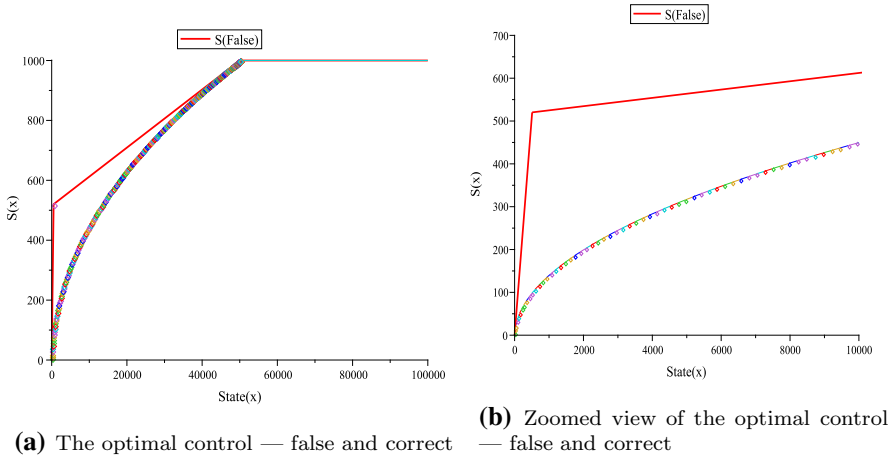 S(False)
1000
800
600
S(x)
400
200
0
0
20000
40000
60000
80000
100000
State(x)
(a) The optimal control — false and correct
S(False)
700
600
500
400
S(x)
300
200
100
0
0
2000
4000
6000
8000
10000
State(x)
(b) Zoomed view of the optimal control
— false and correct